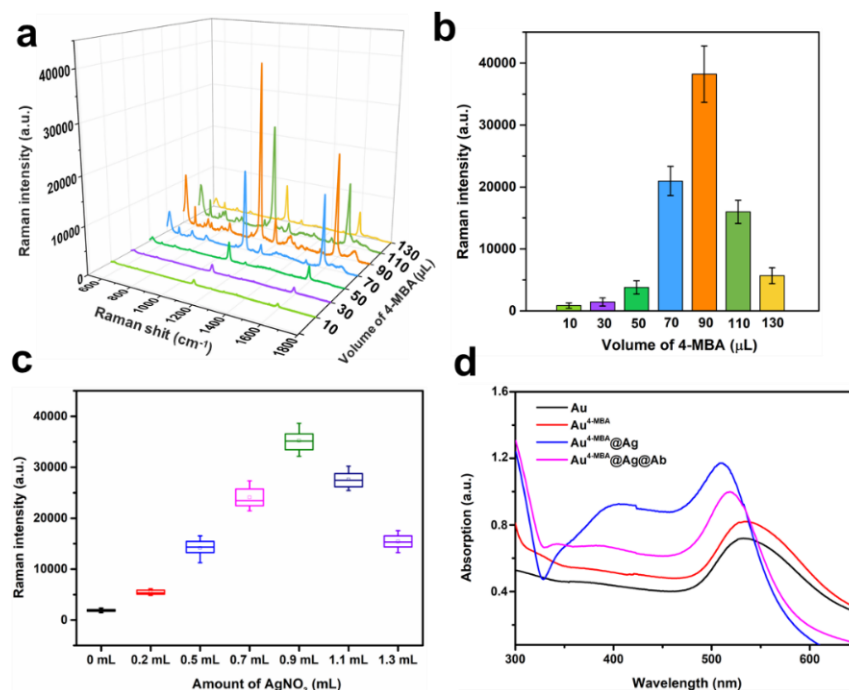 a
Raman intensity (a.u.)
40000
30000
20000
10000
0
600
800
1000
1200
1400
1600
1800
Raman shit (cm⁻¹)
10
30
50
70
90
110
130
Volume of 4-MBA (μL)
b
Raman intensity (a.u.)
40000
30000
20000
10000
0
10 30 50 70 90 110 130
Volume of 4-MBA (μL)
c
Raman intensity (a.u.)
40000
35000
30000
25000
20000
15000
10000
5000
0
0 mL 0.2 mL 0.5 mL 0.7 mL 0.9 mL 1.1 mL 1.3 mL
Amount of AgNO₃ (mL)
d
Absorption (a.u.)
1.6
1.2
0.8
0.4
Au
Au⁴⁻ᴹᴮᴬ
Au⁴⁻ᴹᴮᴬ@Ag
Au⁴⁻ᴹᴮᴬ@Ag@Ab
300 400 500 600
Wavelength (nm)